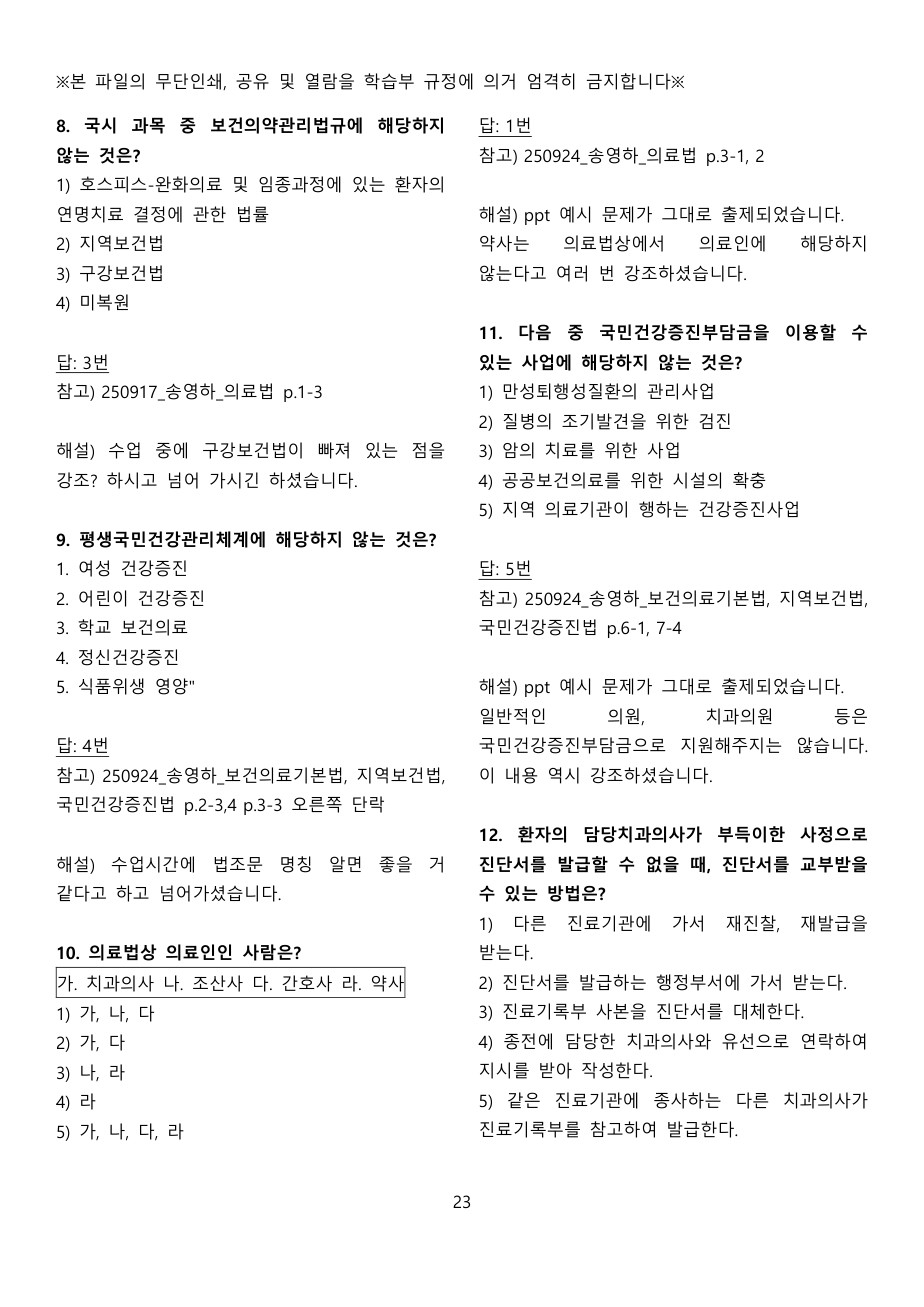 ※본 파일의 무단인쇄, 공유 및 열람을 학습부 규정에 의거 엄격히 금지합니다※
8. 국시 과목 중 보건의약관리법규에 해당하지
않는 것은?
1) 호스피스-완화의료 및 임종과정에 있는 환자의
연명치료 결정에 관한 법률
2) 지역보건법
3) 구강보건법
4) 미복원
답: 3번
참고) 250917_송영하_의료법 p.1-3
해설) 수업 중에 구강보건법이 빠져 있는 점을
강조? 하시고 넘어 가시긴 하셨습니다.
9. 평생국민건강관리체계에 해당하지 않는 것은?
1. 여성 건강증진
2. 어린이 건강증진
3. 학교 보건의료
4. 정신건강증진
5. 식품위생 영양"
답: 4번
참고) 250924_송영하_보건의료기본법, 지역보건법,
국민건강증진법 p.2-3,4 p.3-3 오른쪽 단락
해설) 수업시간에 법조문 명칭 알면 좋을 거
같다고 하고 넘어가셨습니다.
10. 의료법상 의료인인 사람은?
가. 치과의사 나. 조산사 다. 간호사 라. 약사
1) 가, 나, 다
2) 가, 다
3) 나, 라
4) 라
5) 가, 나, 다, 라
답: 1번
참고) 250924_송영하_의료법 p.3-1, 2
해설) ppt 예시 문제가 그대로 출제되었습니다.
약사는 의료법상에서 의료인에 해당하지
않는다고 여러 번 강조하셨습니다.
11. 다음 중 국민건강증진부담금을 이용할 수
있는 사업에 해당하지 않는 것은?
1) 만성퇴행성질환의 관리사업
2) 질병의 조기발견을 위한 검진
3) 암의 치료를 위한 사업
4) 공공보건의료를 위한 시설의 확충
5) 지역 의료기관이 행하는 건강증진사업
답: 5번
참고) 250924_송영하_보건의료기본법, 지역보건법,
국민건강증진법 p.6-1, 7-4
해설) ppt 예시 문제가 그대로 출제되었습니다.
일반적인 의원, 치과의원 등은
국민건강증진부담금으로 지원해주지는 않습니다.
이 내용 역시 강조하셨습니다.
12. 환자의 담당치과의사가 부득이한 사정으로
진단서를 발급할 수 없을 때, 진단서를 교부받을
수 있는 방법은?
1) 다른 진료기관에 가서 재진찰, 재발급을
받는다.
2) 진단서를 발급하는 행정부서에 가서 받는다.
3) 진료기록부 사본을 진단서를 대체한다.
4) 종전에 담당한 치과의사와 유선으로 연락하여
지시를 받아 작성한다.
5) 같은 진료기관에 종사하는 다른 치과의사가
진료기록부를 참고하여 발급한다.
23